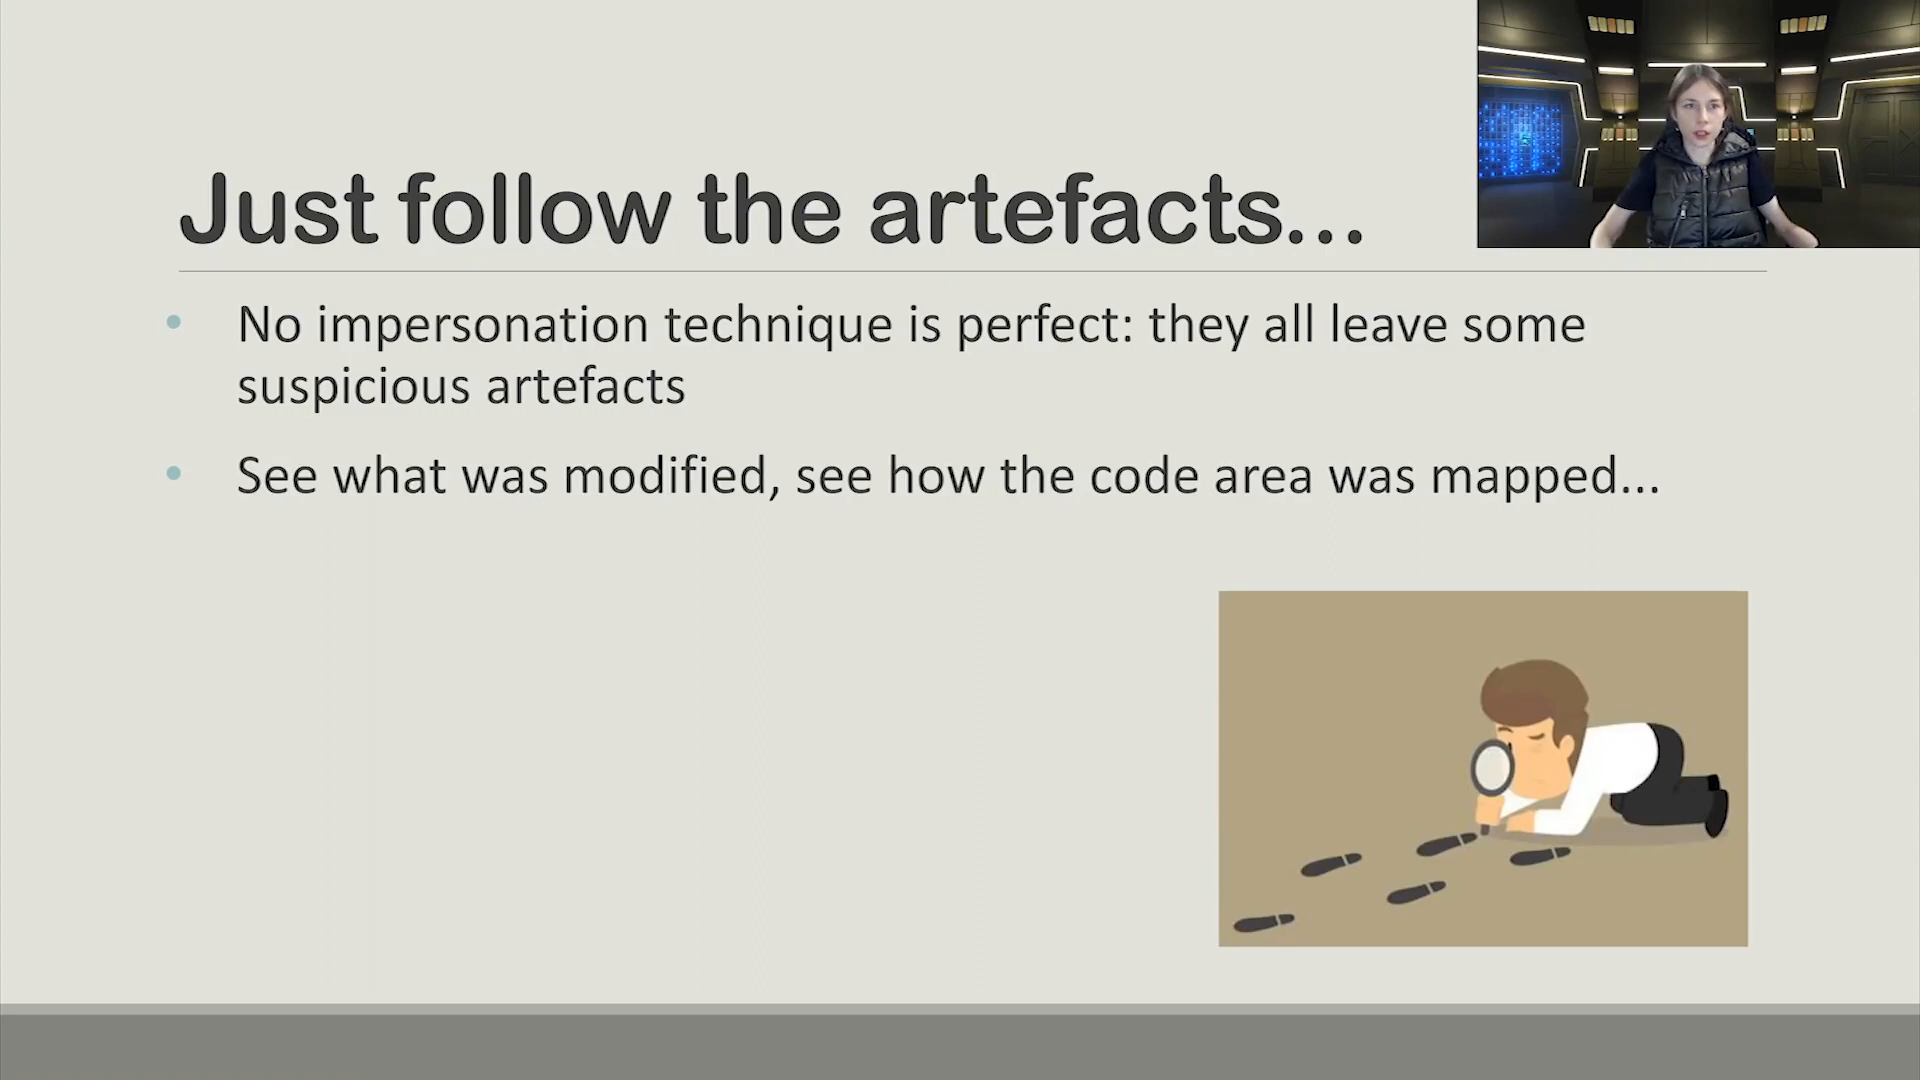 Just follow the artefacts...
• No impersonation technique is perfect: they all leave some
suspicious artefacts
• See what was modified, see how the code area was mapped...